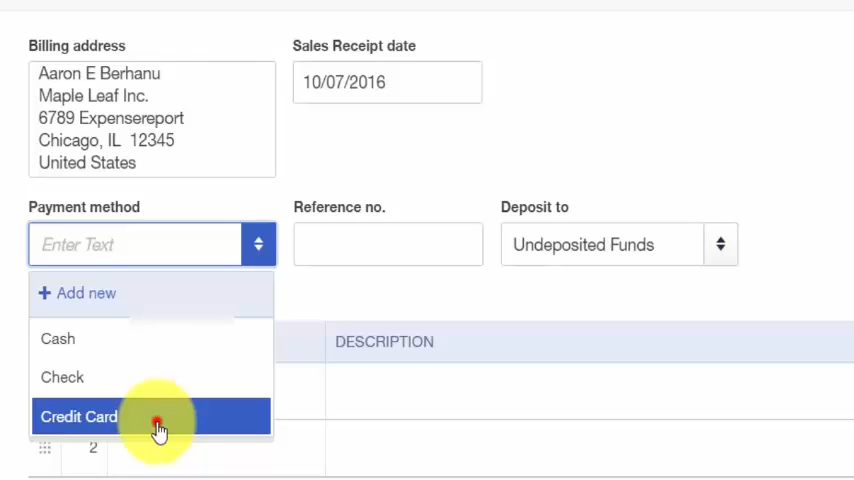 Billing address
Sales Receipt date
Aaron E Berhanu
Maple Leaf Inc.
6789 Expensereport
Chicago, IL 12345
United States
10/07/2016
Payment method
Reference no.
Deposit to
Enter Text
Undeposited Funds
+ Add new
Cash
Check
Credit Card
DESCRIPTION
2